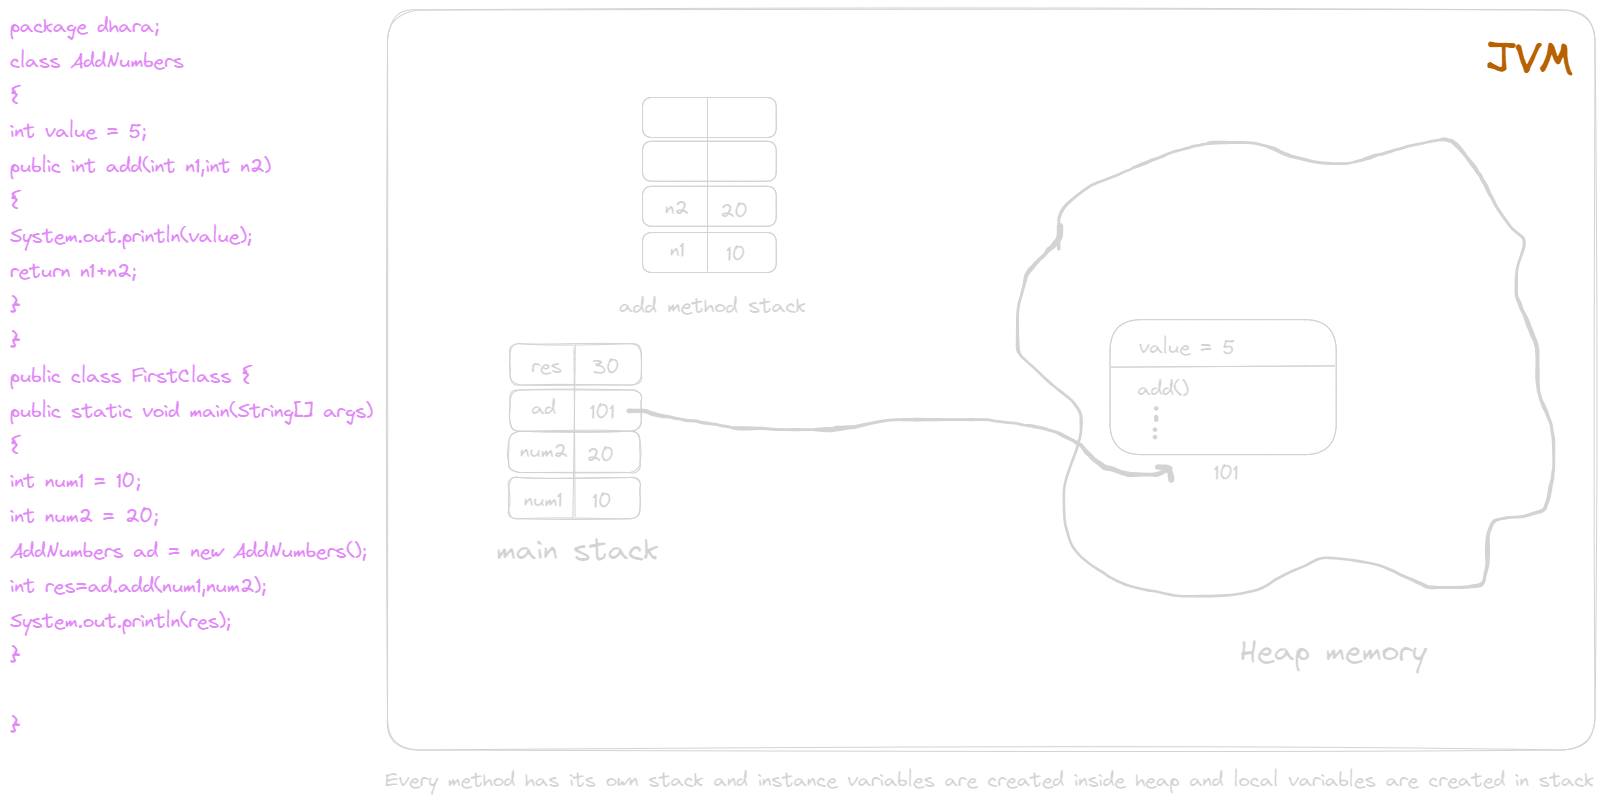 package dhara;
class AddNumbers
{
int value = 5;
public int add(int n1,int n2)
{
System.out.println(value);
return n1+n2;
}
}
public class FirstClass {
public static void main(String[] args)
{
int num1 = 10;
int num2 = 20;
AddNumbers ad = new AddNumbers();
int res=ad.add(num1,num2);
System.out.println(res);
}
}
JVM
n2 20
n1 10
add method stack
res 30
ad 101
num2 20
num1 10
main stack
value = 5
add()
101
Heap memory
Every method has its own stack and instance variables are created inside heap and local variables are created in stack